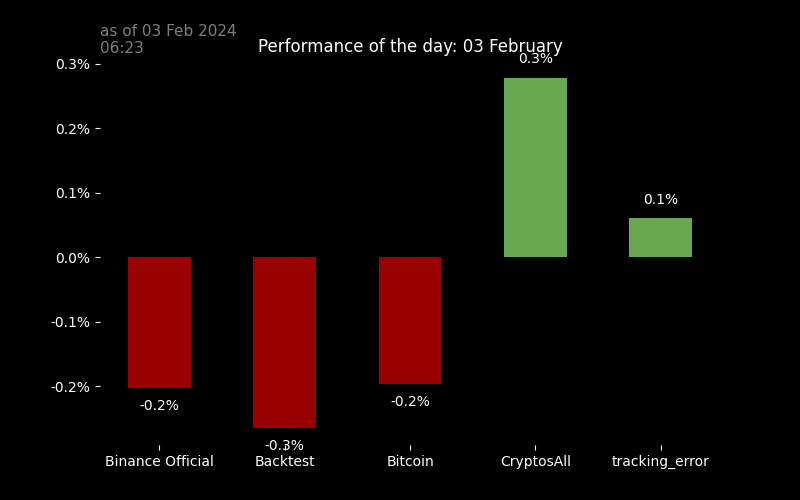 as of 03 Feb 2024
06:23
Performance of the day: 03 February
0.3%
0.3%
0.2%
0.1%
0.1%
0.0%
-0.1%
-0.2%
-0.2%
-0.2%
-0.3%
Binance Official
Backtest
Bitcoin
CryptosAll
tracking_error